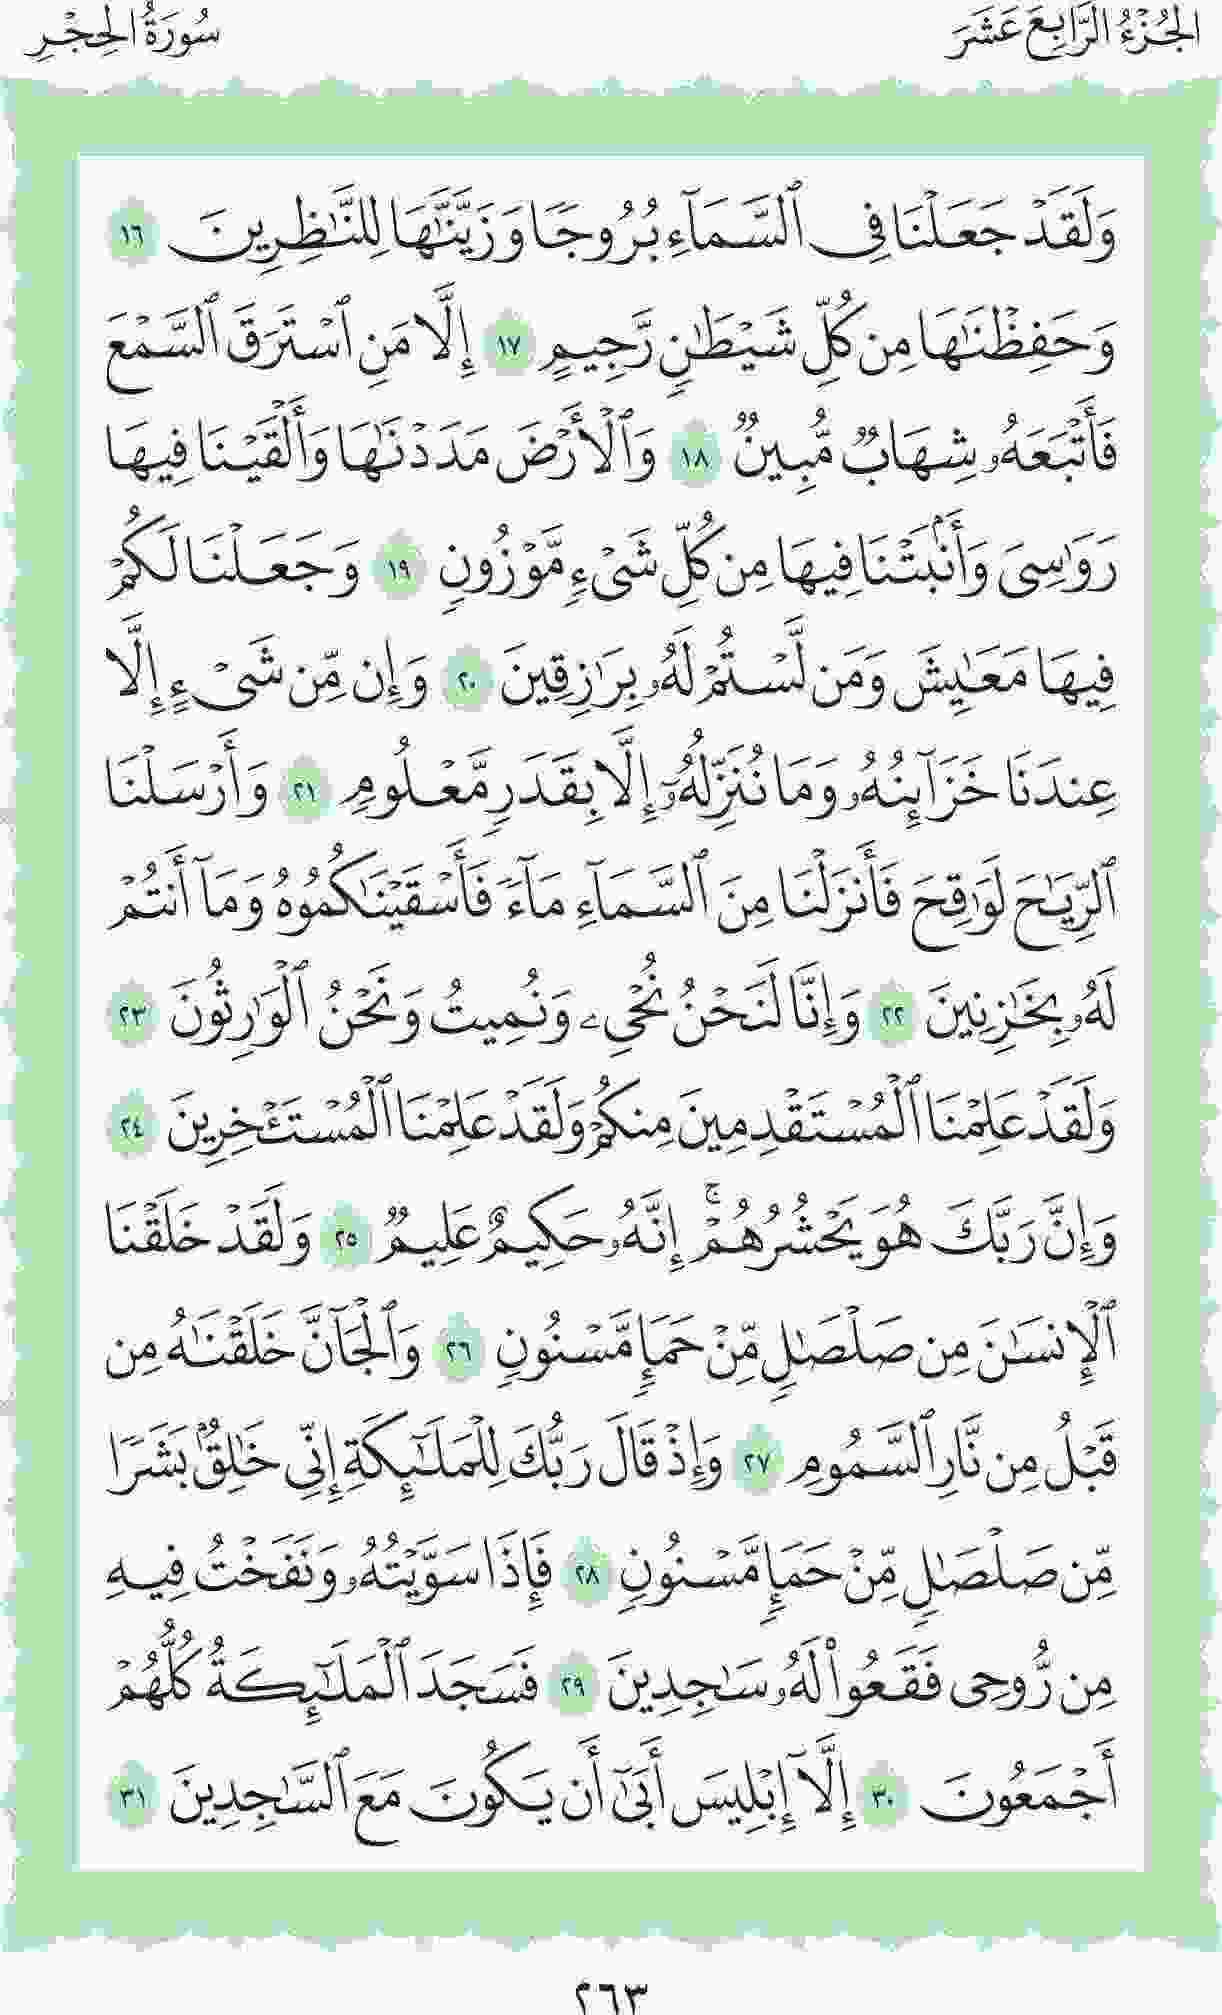 الجُزْءُ الرَّابِعَ عَشَرَ
سُورَةُ الحِجْرِ
وَلَقَدْ جَعَلْنَا فِي ٱلسَّمَآءِ بُرُوجًا وَزَيَّنَّٰهَا لِلنَّٰظِرِينَ ١٦
وَحَفِظْنَٰهَا مِن كُلِّ شَيْطَٰنٍ رَّجِيمٍ ١٧ إِلَّا مَنِ ٱسْتَرَقَ ٱلسَّمْعَ
فَأَتْبَعَهُۥ شِهَابٌ مُّبِينٌ ١٨ وَٱلْأَرْضَ مَدَدْنَٰهَا وَأَلْقَيْنَا فِيهَا
رَوَٰسِيَ وَأَنۢبَتْنَا فِيهَا مِن كُلِّ شَيْءٍ مَّوْزُونٍ ١٩ وَجَعَلْنَا لَكُمْ
فِيهَا مَعَٰيِشَ وَمَن لَّسْتُمْ لَهُۥ بِرَٰزِقِينَ ٢٠ وَإِن مِّن شَيْءٍ إِلَّا
عِندَنَا خَزَآئِنُهُۥ وَمَا نُنَزِّلُهُۥٓ إِلَّا بِقَدَرٍ مَّعْلُومٍ ٢١ وَأَرْسَلْنَا
ٱلرِّيَٰحَ لَوَٰقِحَ فَأَنزَلْنَا مِنَ ٱلسَّمَآءِ مَآءً فَأَسْقَيْنَٰكُمُوهُ وَمَآ أَنتُمْ
لَهُۥ بِخَٰزِنِينَ ٢٢ وَإِنَّا لَنَحْنُ نُحْيِۦ وَنُمِيتُ وَنَحْنُ ٱلْوَٰرِثُونَ ٢٣
وَلَقَدْ عَلِمْنَا ٱلْمُسْتَقْدِمِينَ مِنكُمْ وَلَقَدْ عَلِمْنَا ٱلْمُسْتَـْٔخِرِينَ ٢٤
وَإِنَّ رَبَّكَ هُوَ يَحْشُرُهُمْۚ إِنَّهُۥ حَكِيمٌ عَلِيمٌ ٢٥ وَلَقَدْ خَلَقْنَا
ٱلْإِنسَٰنَ مِن صَلْصَٰلٍ مِّنْ حَمَإٍ مَّسْنُونٍ ٢٦ وَٱلْجَآنَّ خَلَقْنَٰهُ مِن
قَبْلُ مِن نَّارِ ٱلسَّمُومِ ٢٧ وَإِذْ قَالَ رَبُّكَ لِلْمَلَٰٓئِكَةِ إِنِّي خَٰلِقٌۢ بَشَرًا
مِّن صَلْصَٰلٍ مِّنْ حَمَإٍ مَّسْنُونٍ ٢٨ فَإِذَا سَوَّيْتُهُۥ وَنَفَخْتُ فِيهِ
مِن رُّوحِي فَقَعُوا۟ لَهُۥ سَٰجِدِينَ ٢٩ فَسَجَدَ ٱلْمَلَٰٓئِكَةُ كُلُّهُمْ
أَجْمَعُونَ ٣٠ إِلَّآ إِبْلِيسَ أَبَىٰٓ أَن يَكُونَ مَعَ ٱلسَّٰجِدِينَ ٣١
٢٦٣